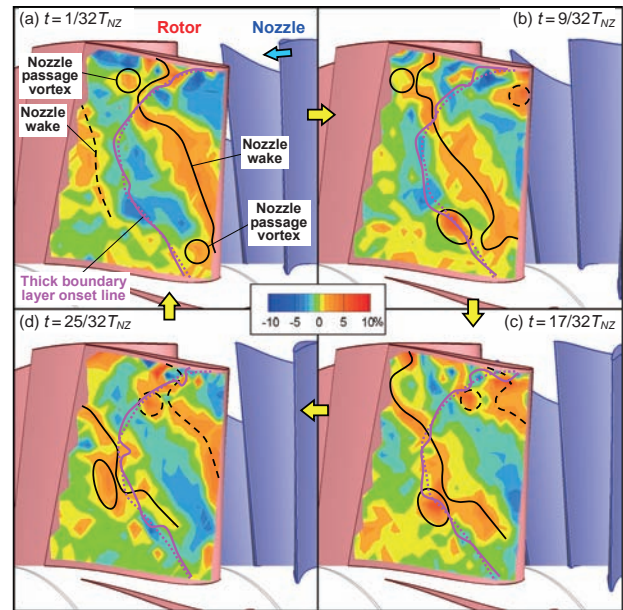 (a) t = 1/32T_NZ
Rotor
Nozzle
(b) t = 9/32T_NZ
Nozzle
passage
vortex
Nozzle
wake
Nozzle
wake
Nozzle
passage
vortex
Thick boundary
layer onset line
-10 -5 0 5 10%
(d) t = 25/32T_NZ
(c) t = 17/32T_NZ